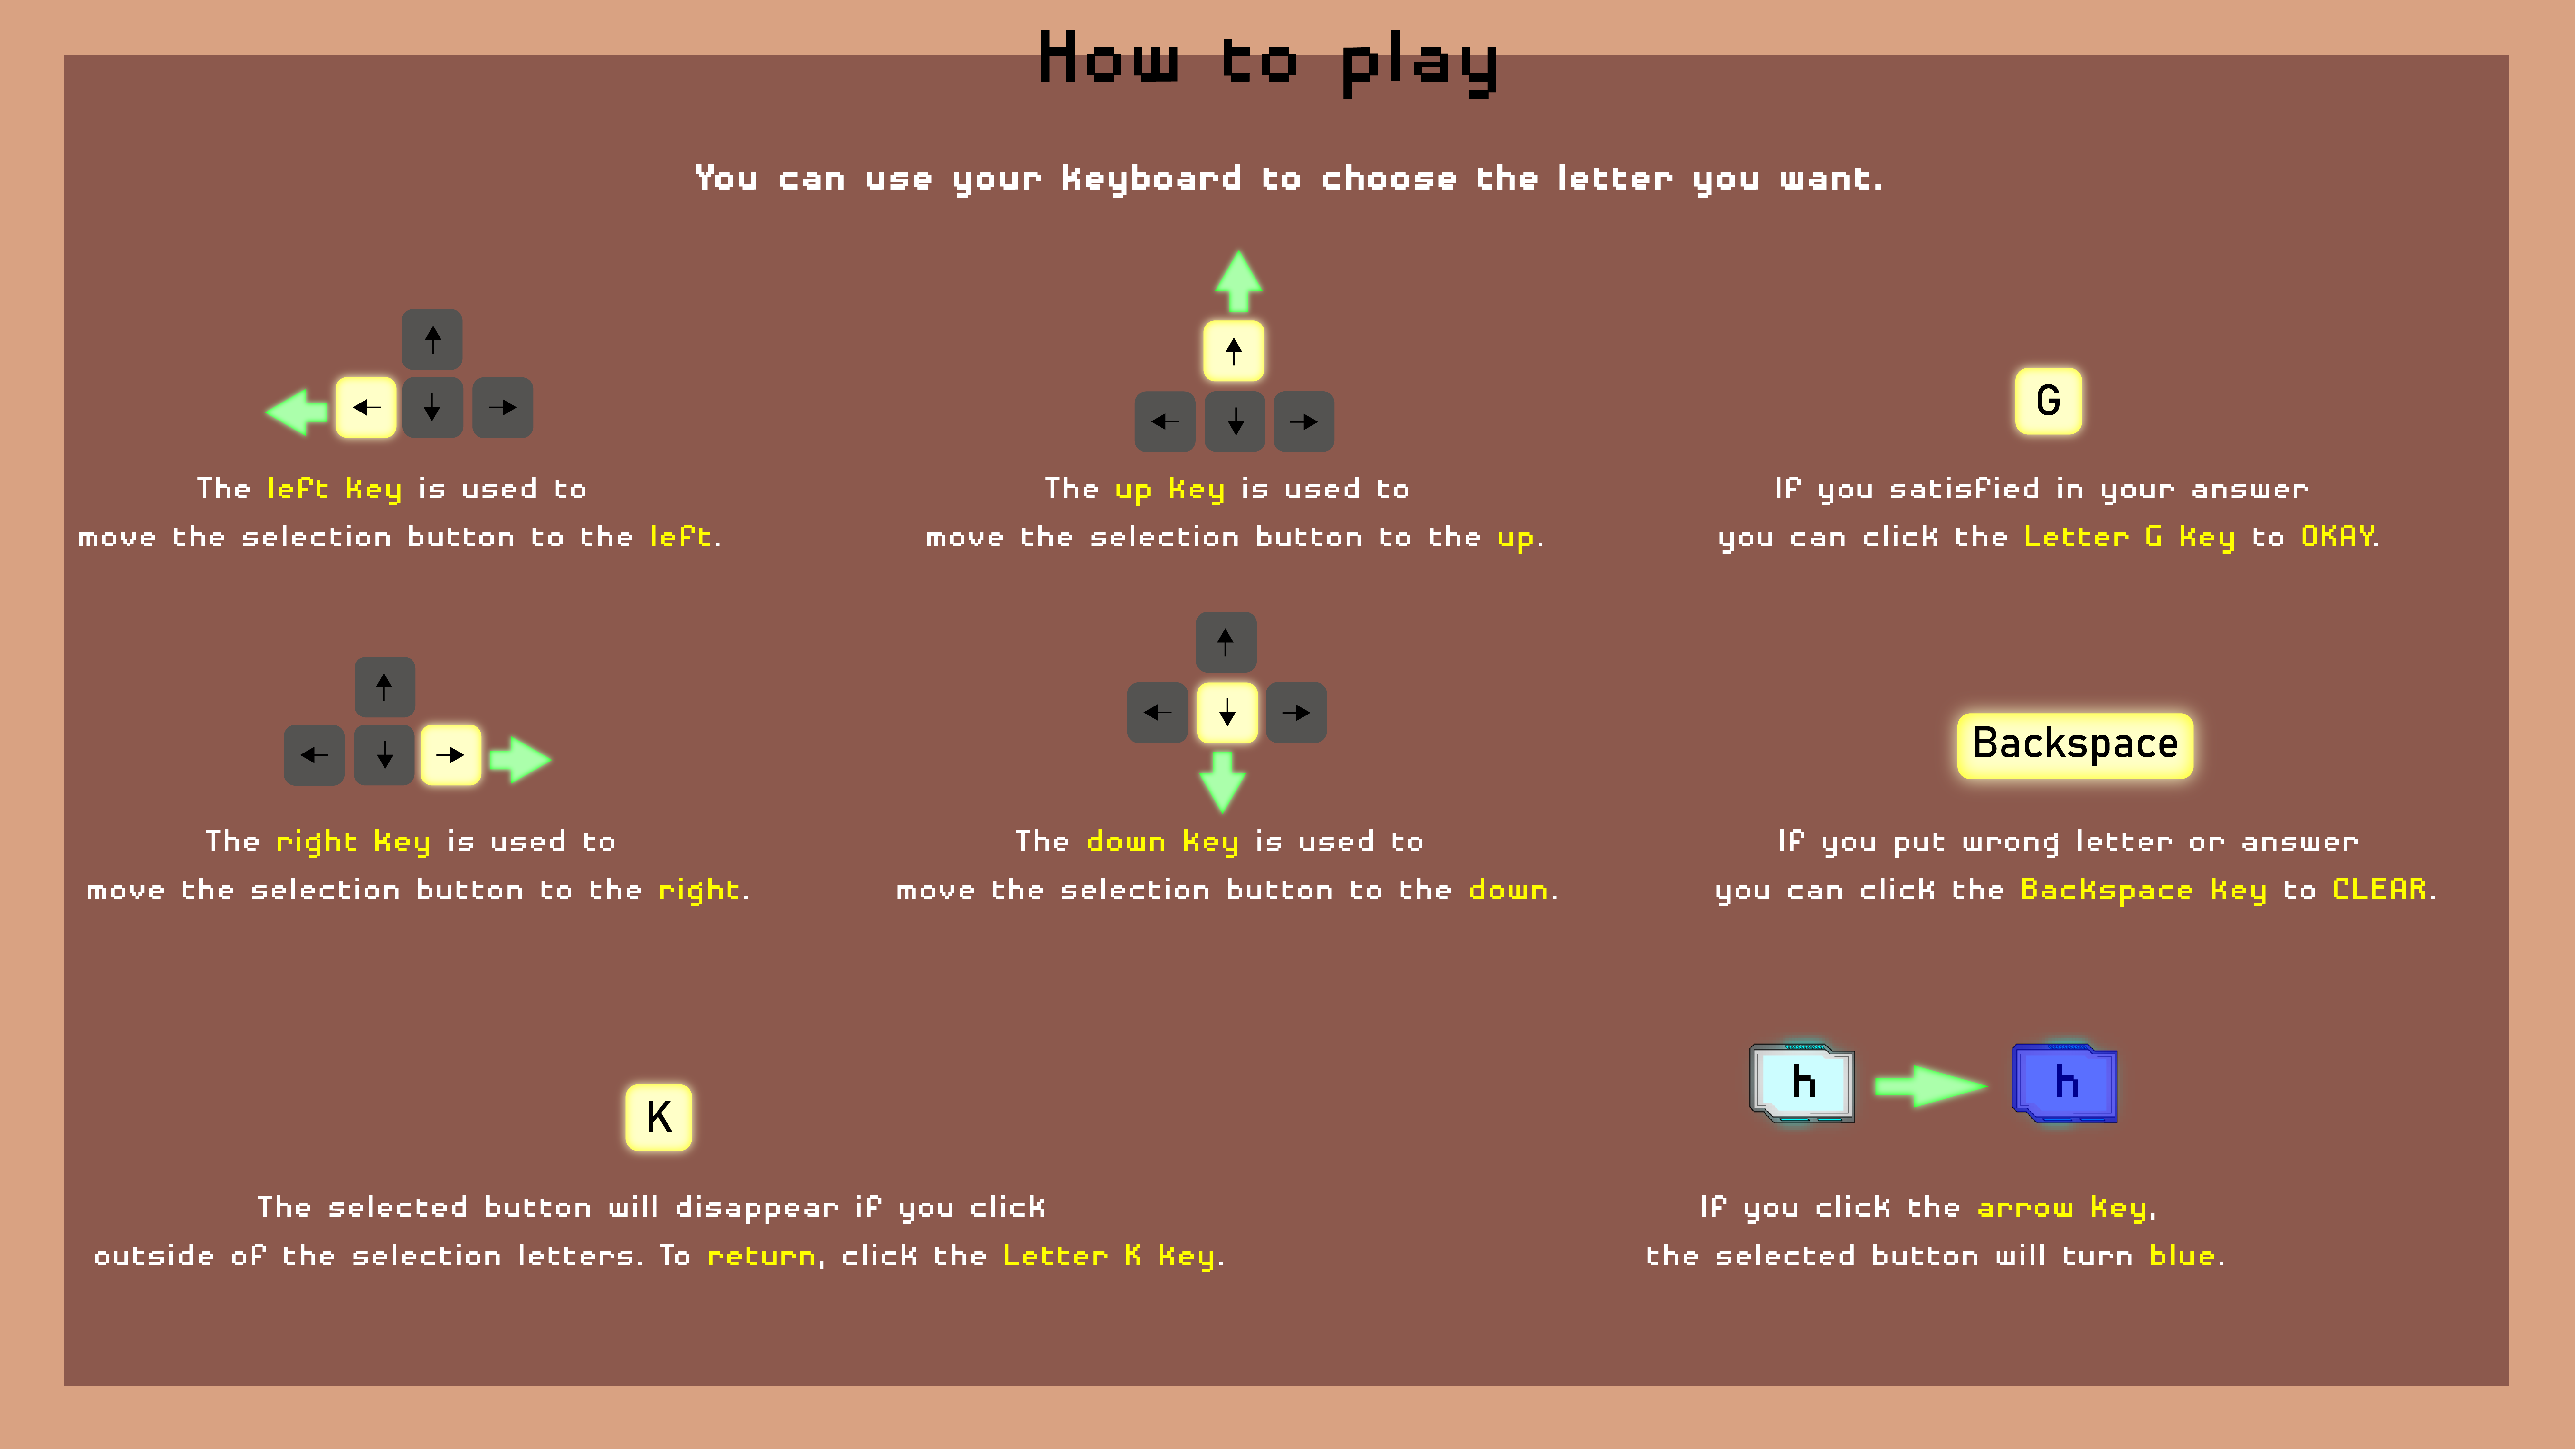 How to play
You can use your keyboard to choose the letter you want.
The left key is used to
move the selection button to the left.
The up key is used to
move the selection button to the up.
G
If you satisfied in your answer
you can click the Letter G key to OKAY.
The right key is used to
move the selection button to the right.
The down key is used to
move the selection button to the down.
Backspace
If you put wrong letter or answer
you can click the Backspace key to CLEAR.
K
The selected button will disappear if you click
outside of the selection letters. To return, click the Letter K key.
h h
If you click the arrow key,
the selected button will turn blue.